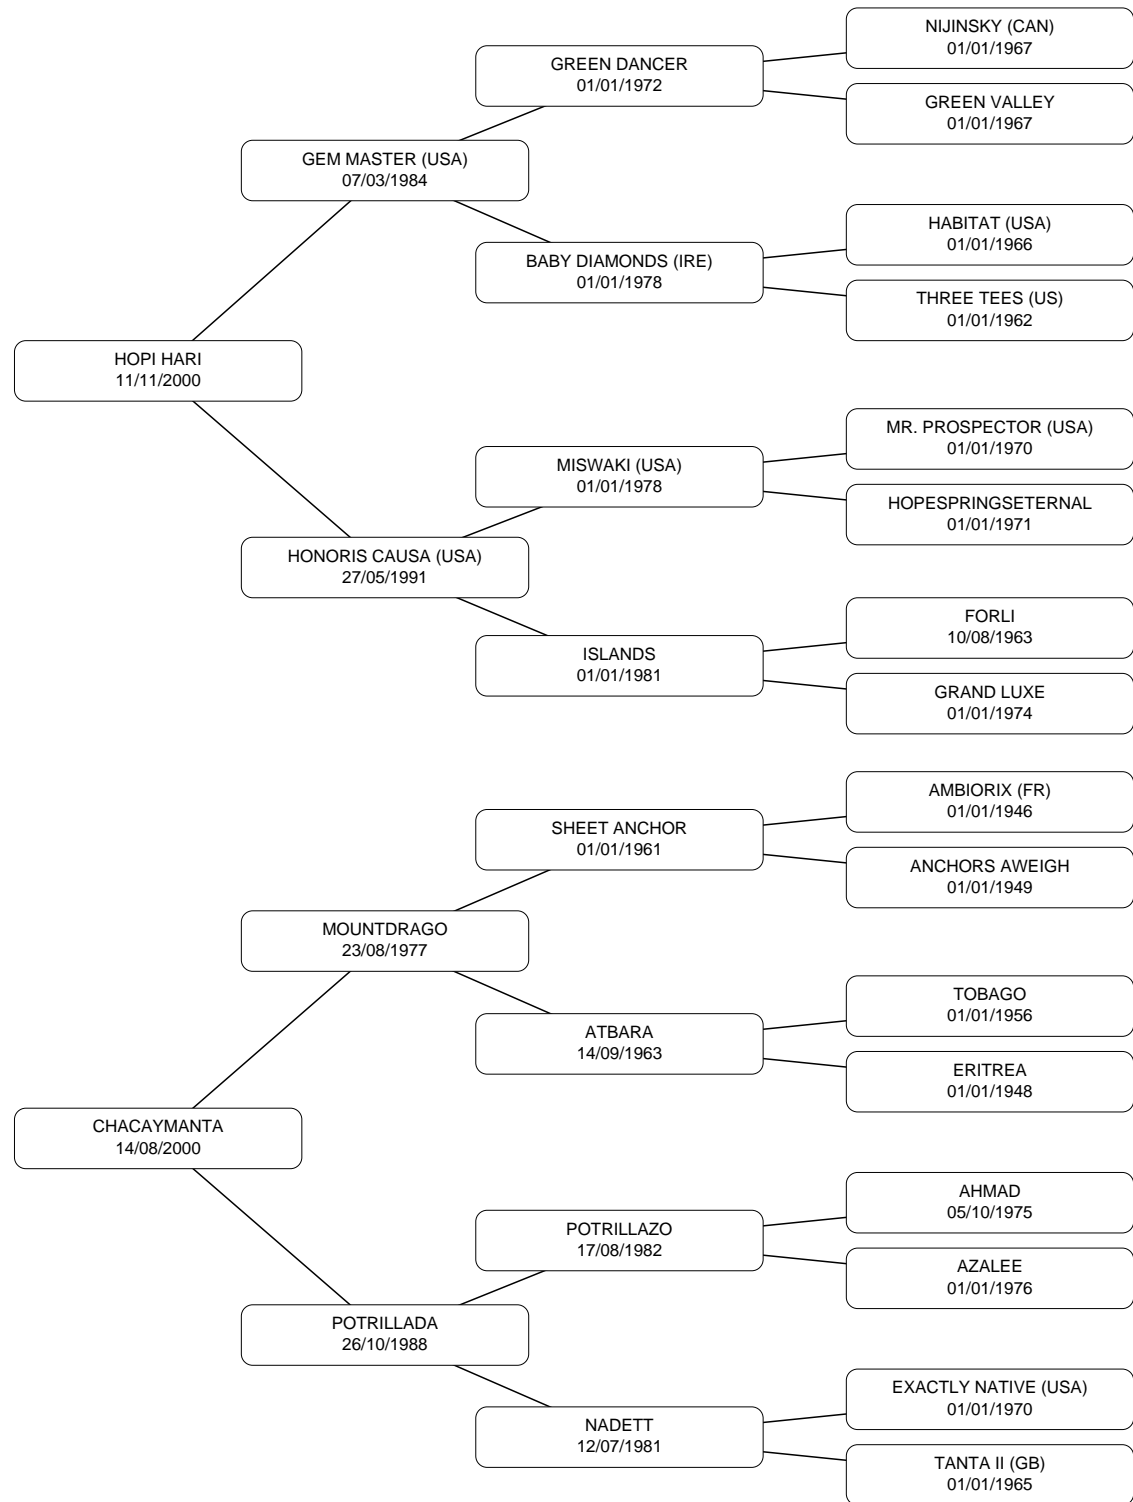 NIJINSKY (CAN)
01/01/1967
GREEN DANCER
01/01/1972
GREEN VALLEY
01/01/1967
GEM MASTER (USA)
07/03/1984
HABITAT (USA)
01/01/1966
BABY DIAMONDS (IRE)
01/01/1978
THREE TEES (US)
01/01/1962
HOPI HARI
11/11/2000
MR. PROSPECTOR (USA)
01/01/1970
MISWAKI (USA)
01/01/1978
HOPESPRINGSETERNAL
01/01/1971
HONORIS CAUSA (USA)
27/05/1991
FORLI
10/08/1963
ISLANDS
01/01/1981
GRAND LUXE
01/01/1974
AMBIORIX (FR)
01/01/1946
SHEET ANCHOR
01/01/1961
ANCHORS AWEIGH
01/01/1949
MOUNTDRAGO
23/08/1977
TOBAGO
01/01/1956
ATBARA
14/09/1963
ERITREA
01/01/1948
CHACAYMANTA
14/08/2000
AHMAD
05/10/1975
POTRILLAZO
17/08/1982
AZALEE
01/01/1976
POTRILLADA
26/10/1988
EXACTLY NATIVE (USA)
01/01/1970
NADETT
12/07/1981
TANTA II (GB)
01/01/1965